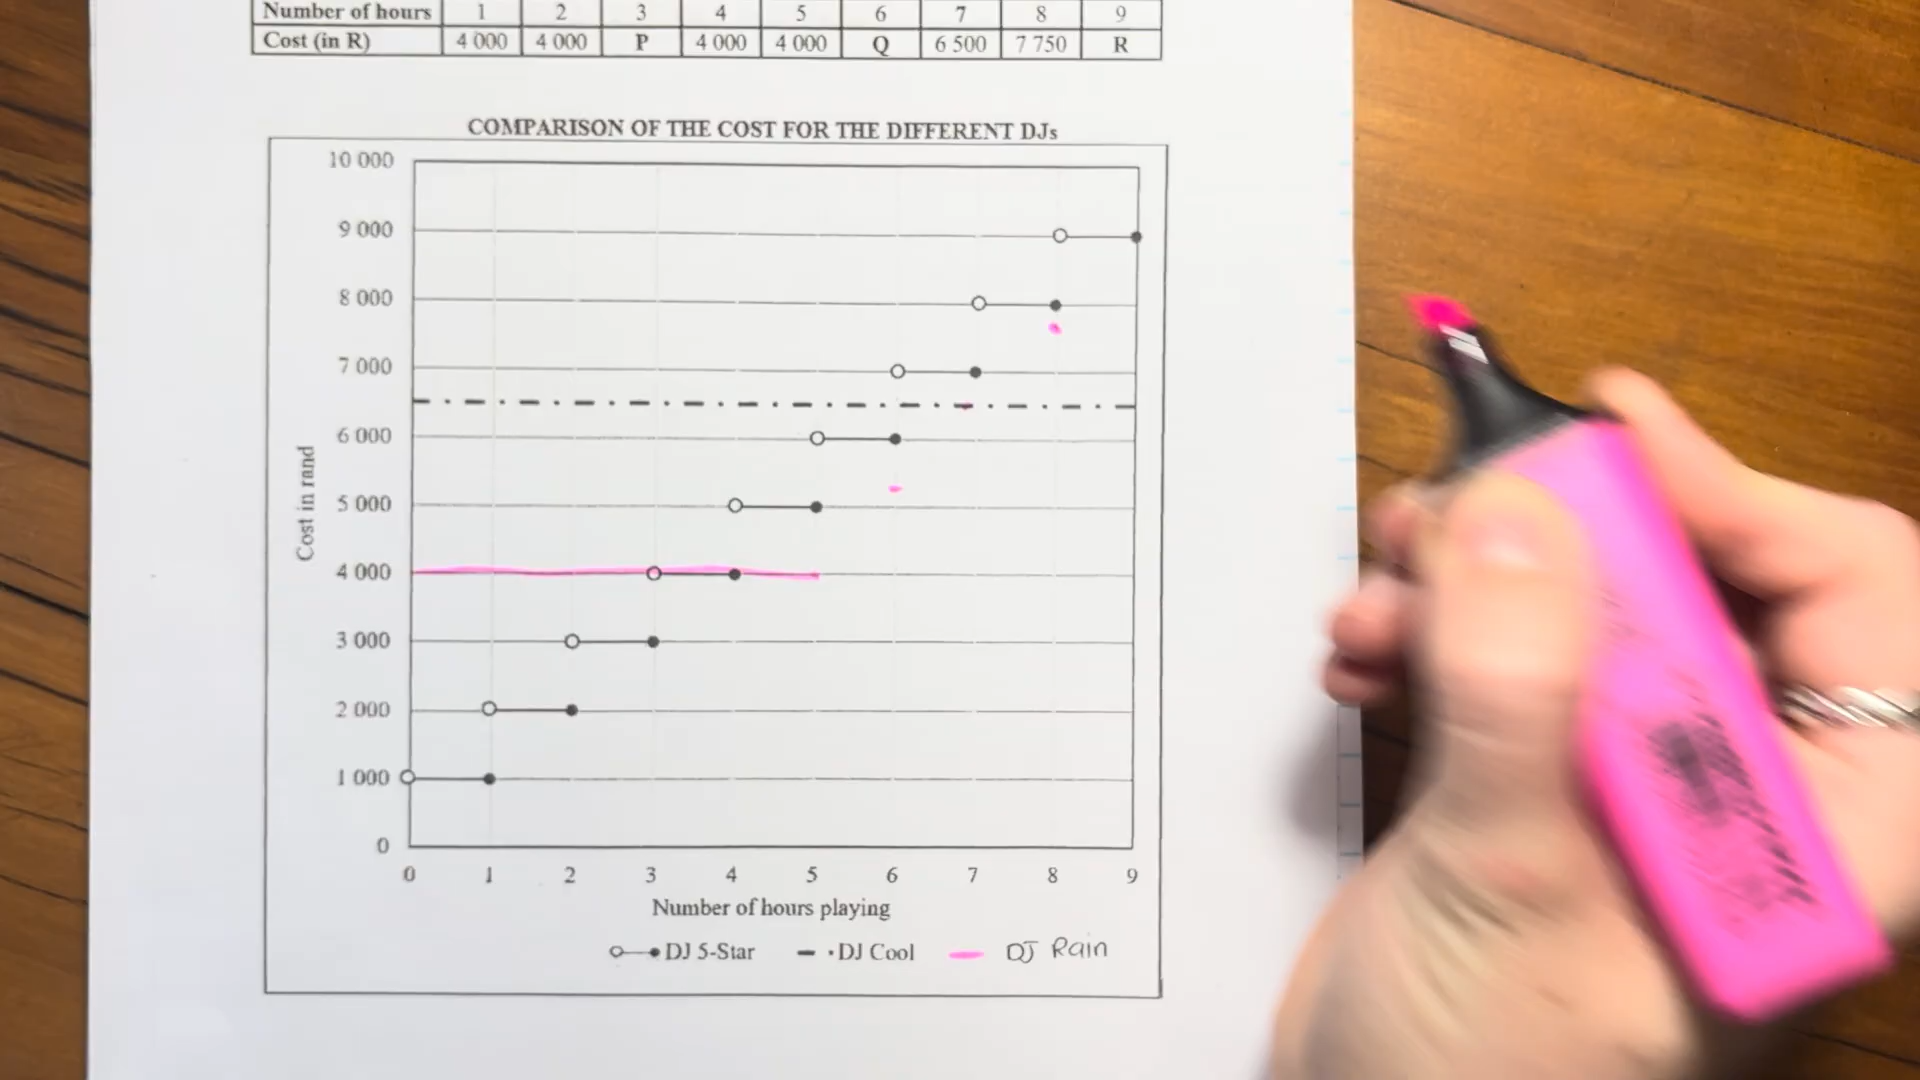 Number of hours 1 2 3 4 5 6 7 8 9
Cost (in R) 4 000 4 000 P 4 000 4 000 Q 6 500 7 750 R
COMPARISON OF THE COST FOR THE DIFFERENT DJs
10 000
9 000
8 000
7 000
6 000
5 000
4 000
3 000
2 000
1 000
0
Cost in rand
0 1 2 3 4 5 6 7 8 9
Number of hours playing
DJ 5-Star DJ Cool DJ Rain